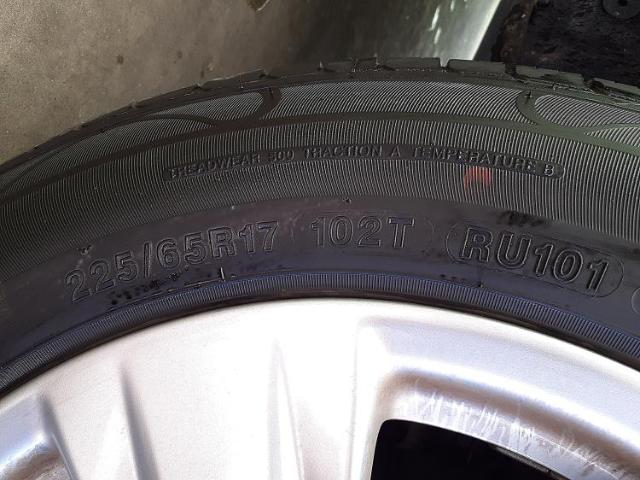 TREADWEAR 500 TRACTION A TEMPERATURE B
225/65R17 102T RU101